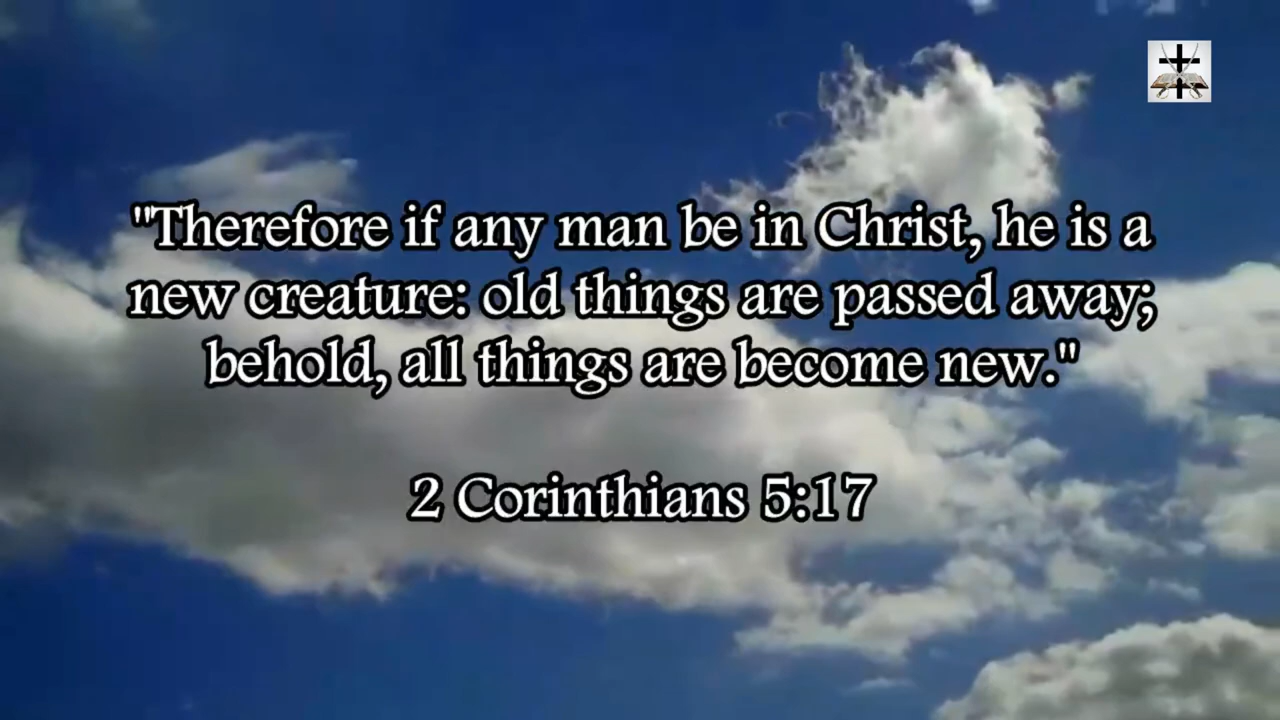 "Therefore if any man be in Christ, he is a
new creature: old things are passed away;
behold, all things are become new."
2 Corinthians 5:17